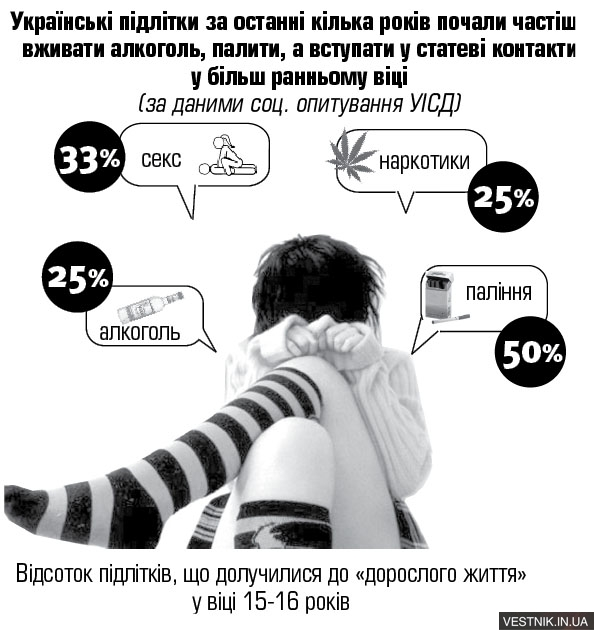 Українські підлітки за останні кілька років почали частіш
вживати алкоголь, палити, а вступати у статеві контакти
у більш ранньому віці
(за даними соц. опитування УІСД)
33% секс
наркотики
25%
25%
алкоголь
паління
50%
Відсоток підлітків, що долучилися до «дорослого життя»
у віці 15-16 років
VESTNIK.IN.UA